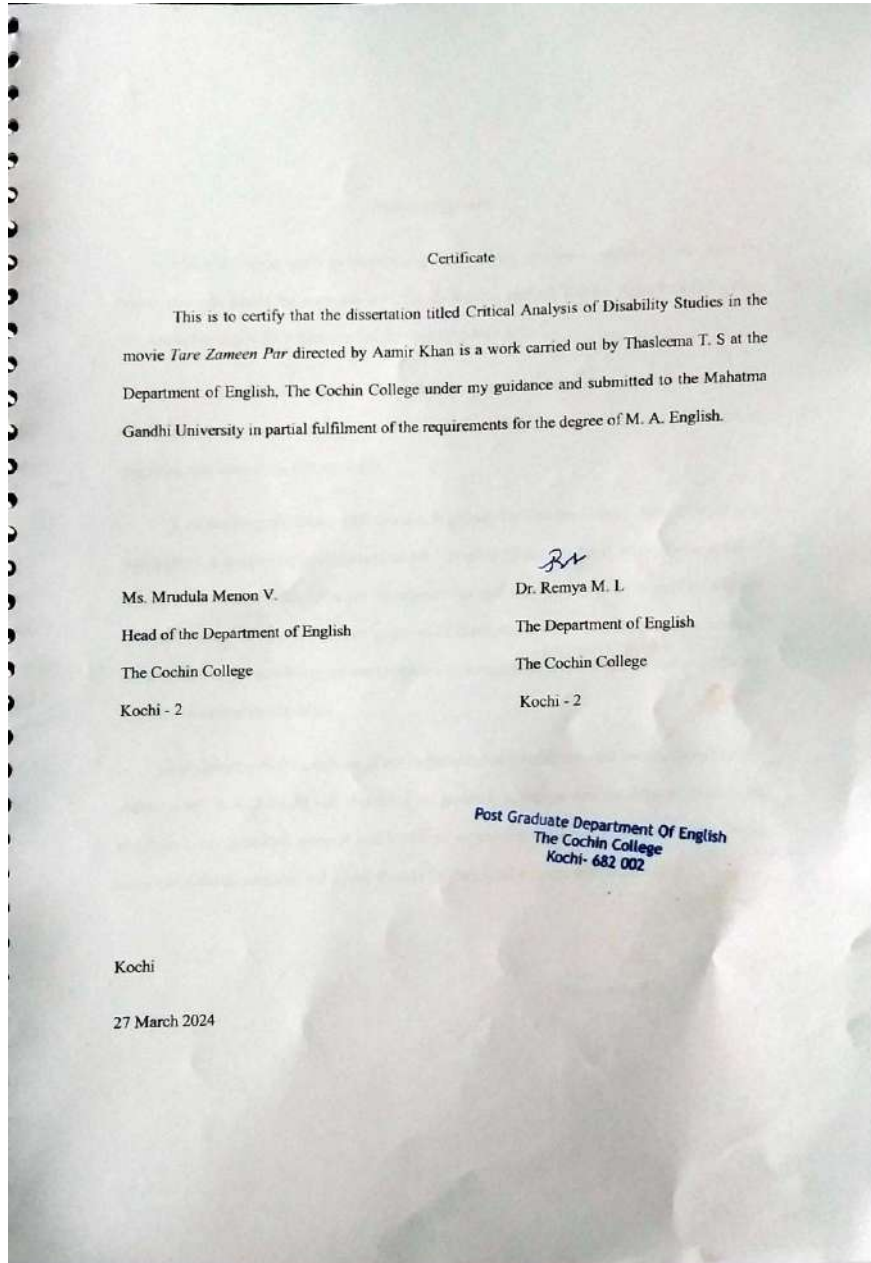 Certificate
This is to certify that the dissertation titled Critical Analysis of Disability Studies in the
movie Tare Zameen Par directed by Aamir Khan is a work carried out by Thasleema T. S at the
Department of English, The Cochin College under my guidance and submitted to the Mahatma
Gandhi University in partial fulfilment of the requirements for the degree of M. A. English.
Ms. Mrudula Menon V.
Head of the Department of English
The Cochin College
Kochi - 2
Dr. Remya M.
The Department of English
The Cochin College
Kochi - 2
Post Graduate Department Of English
The Cochin College
Kochi- 682 002
Kochi
27 March 2024